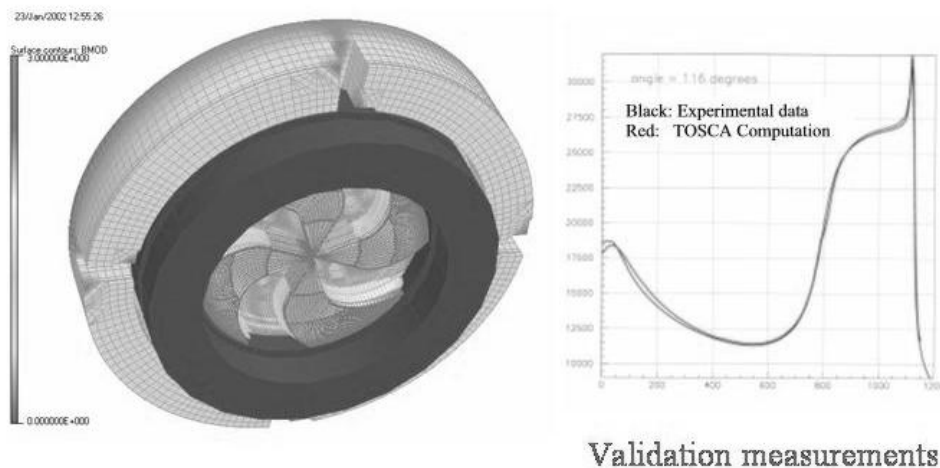 23/Jan/2002 12:55:26
Surface contours: BMOD
3.000000E+000
0.000000E+000
angle = 116 degrees
Black: Experimental data
Red: TOSCA Computation
30000
27500
25000
22500
20000
17500
15000
12500
10000
0 200 400 600 800 1000 120
Validation measurements